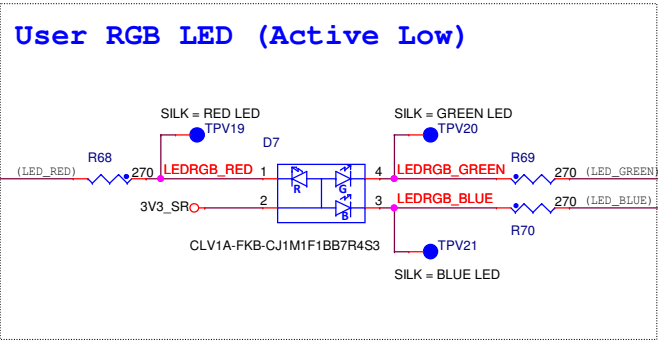 User RGB LED (Active Low)
SILK = RED LED
TPV19
SILK = GREEN LED
TPV20
D7
R68
R69
(LED_RED)
270
LEDRGB_RED
1
4
LEDRGB_GREEN
270
(LED_GREEN)
R
G
3V3_SR
2
3
LEDRGB_BLUE
270
(LED_BLUE)
B
R70
CLV1A-FKB-CJ1M1F1BB7R4S3
TPV21
SILK = BLUE LED